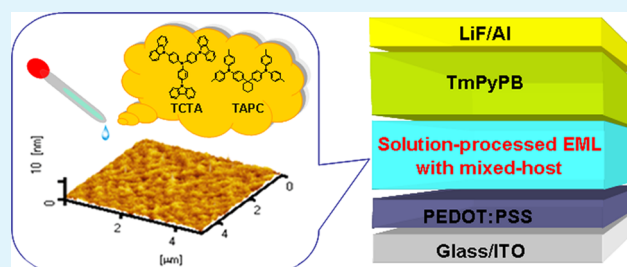 TCTA
TAPC
10 [nm]
0
2
4
[µm]
4
2
0
LiF/Al
TmPyPB
Solution-processed EML
with mixed-host
PEDOT:PSS
Glass/ITO